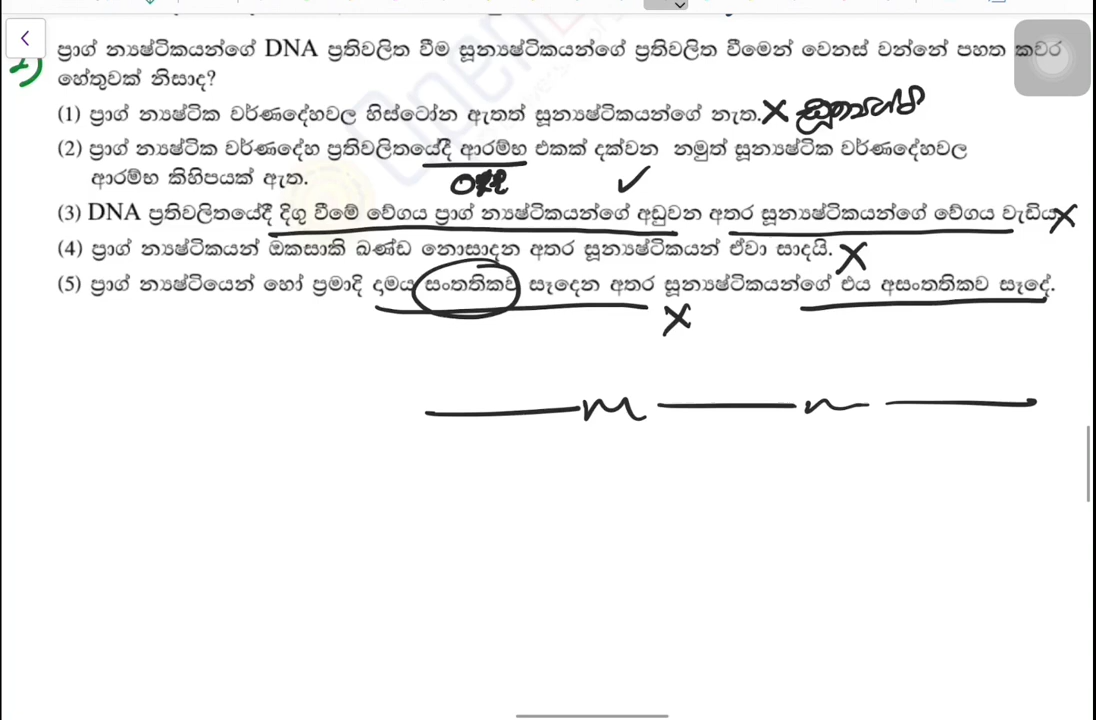 ප්‍රාග් න්‍යෂ්ටිකයන්ගේ DNA ප්‍රතිවලිත වීම සූන්‍යෂ්ටිකයන්ගේ ප්‍රතිවලිත වීමෙන් වෙනස් වන්නේ පහත කවර
හේතුවක් නිසාද?
(1) ප්‍රාග් න්‍යෂ්ටික වර්ණදේහවල හිස්ටෝන ඇතත් සූන්‍යෂ්ටිකයන්ගේ නැත.
(2) ප්‍රාග් න්‍යෂ්ටික වර්ණදේහ ප්‍රතිවලිතයේදී ආරම්භ එකක් දක්වන නමුත් සූන්‍යෂ්ටික වර්ණදේහවල
ආරම්භ කිහිපයක් ඇත.
(3) DNA ප්‍රතිවලිතයේදී දිගු වීමේ වේගය ප්‍රාග් න්‍යෂ්ටිකයන්ගේ අඩුවන අතර සූන්‍යෂ්ටිකයන්ගේ වේගය වැඩිය
(4) ප්‍රාග් න්‍යෂ්ටිකයන් ඔකසාකි ඛණ්ඩ නොසාදන අතර සූන්‍යෂ්ටිකයන් ඒවා සාදයි.
(5) ප්‍රාග් න්‍යෂ්ටියෙන් හෝ ප්‍රමාදි දාමය සංතතිකව සෑදෙන අතර සූන්‍යෂ්ටිකයන්ගේ එය අසංතතිකව සෑදේ.